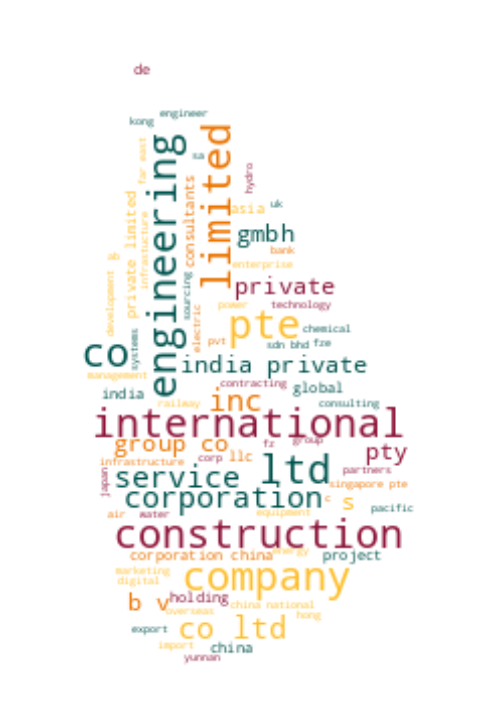 de
engineer
kong
engineering
limited
sa
far east
hydro
consultants
private limited
uk
asia
infrastucture
gmbh
bank
development
&
enterprise
sourcing
private
power
technology
electric
pte
chemical
systems
pvt
sdn bhd
fze
co
india private
management
contracting
global
india
inc
railway
consulting
international
group co
fz
group
pty
corp
llc
infrastructure
ltd
partners
japan
service
singapore pte
corporation
c
s
pacific
air
water
equipment
construction
corporation china
energy
project
marketing
digital
company
b v
holding
overseas
china national
hong
export
co ltd
import
china
yunnan